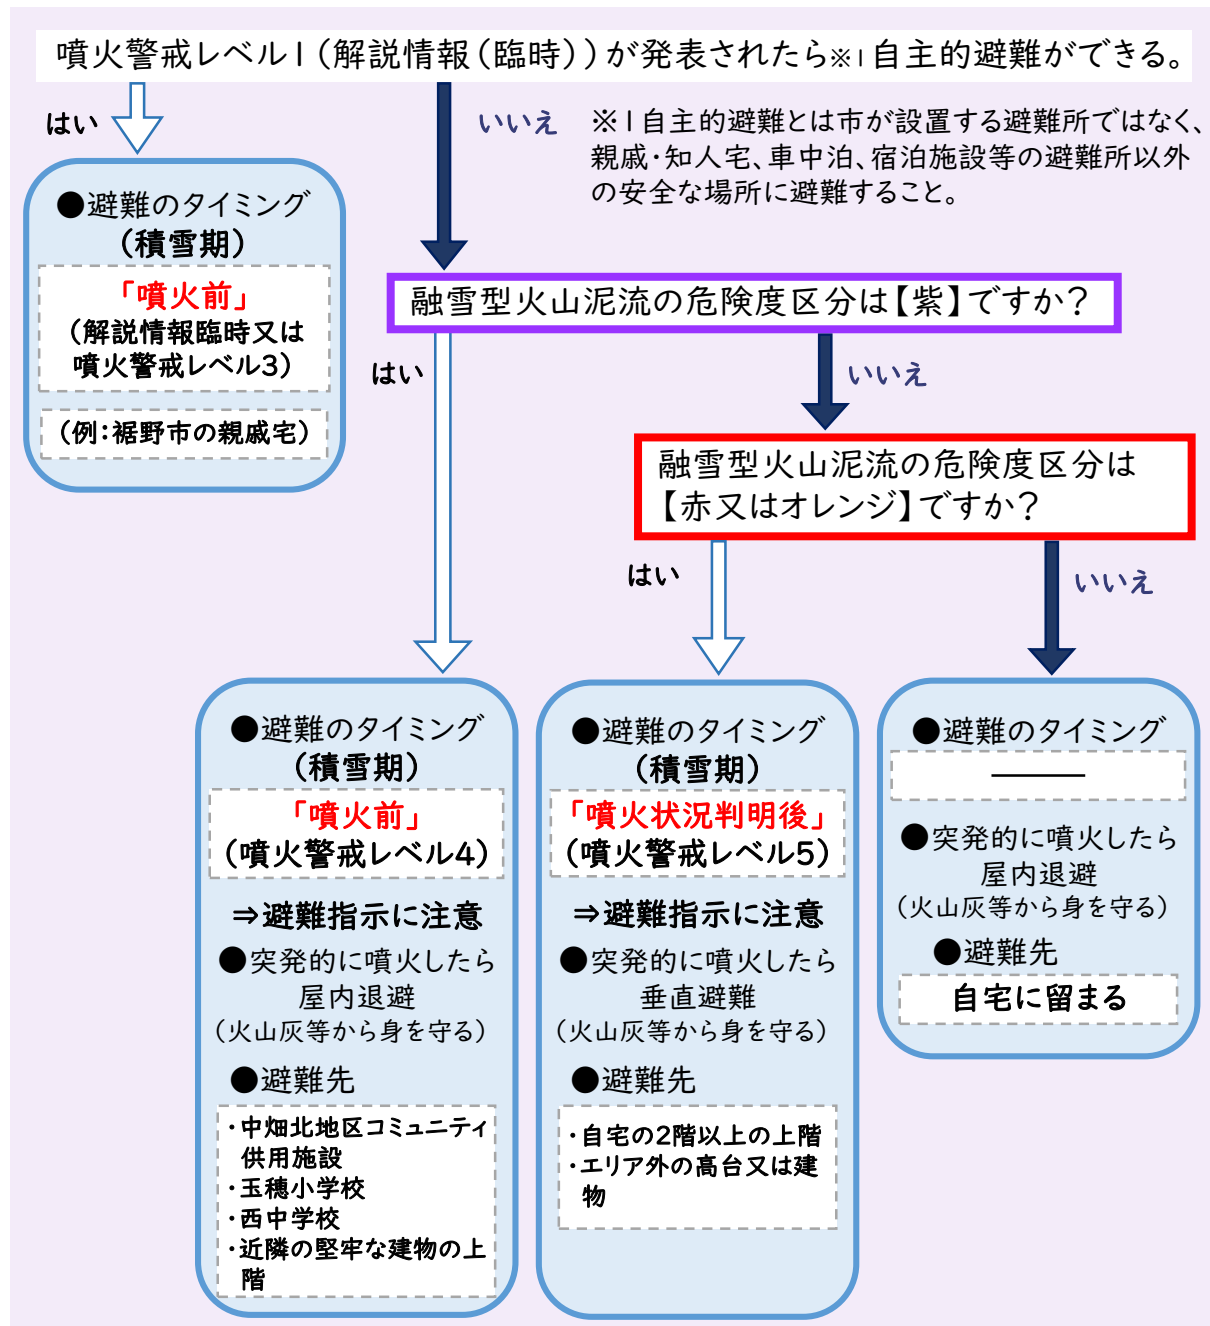 噴火警戒レベル1(解説情報(臨時))が発表されたら※1自主的避難ができる。
はい
いいえ
※1自主的避難とは市が設置する避難所ではなく、
親戚・知人宅、車中泊、宿泊施設等の避難所以外
の安全な場所に避難すること。
●避難のタイミング
(積雪期)
「噴火前」
(解説情報臨時又は
噴火警戒レベル3)
(例:裾野市の親戚宅)
融雪型火山泥流の危険度区分は【紫】ですか?
はい
いいえ
融雪型火山泥流の危険度区分は
【赤又はオレンジ】ですか?
はい
いいえ
●避難のタイミング
(積雪期)
「噴火前」
(噴火警戒レベル4)
⇒避難指示に注意
●突発的に噴火したら
屋内退避
(火山灰等から身を守る)
●避難先
・中畑北地区コミュニティ
供用施設
・玉穂小学校
・西中学校
・近隣の堅牢な建物の上
階
●避難のタイミング
(積雪期)
「噴火状況判明後」
(噴火警戒レベル5)
⇒避難指示に注意
●突発的に噴火したら
垂直避難
(火山灰等から身を守る)
●避難先
・自宅の2階以上の上階
・エリア外の高台又は建
物
●避難のタイミング
―――
●突発的に噴火したら
屋内退避
(火山灰等から身を守る)
●避難先
自宅に留まる